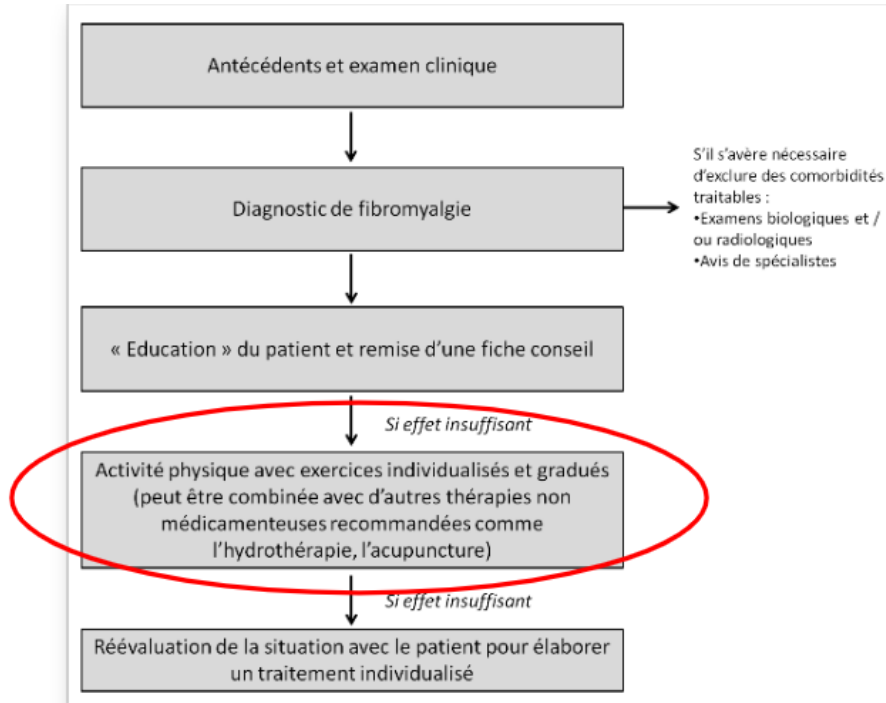 Antécédents et examen clinique
Diagnostic de fibromyalgie
S'il s'avère nécessaire
d'exclure des comorbidités
traitables :
•Examens biologiques et /
ou radiologiques
•Avis de spécialistes
« Education » du patient et remise d'une fiche conseil
Si effet insuffisant
Activité physique avec exercices individualisés et gradués
(peut être combinée avec d'autres thérapies non
médicamenteuses recommandées comme
l'hydrothérapie, l'acupuncture)
Si effet insuffisant
Réévaluation de la situation avec le patient pour élaborer
un traitement individualisé